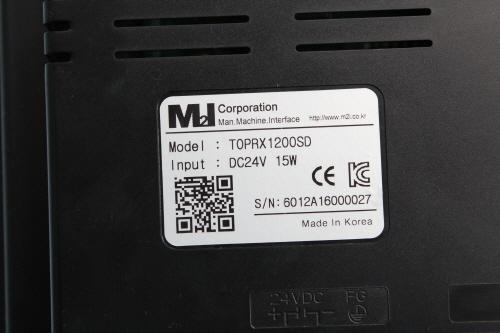 M2I Corporation
Man.Machine.Interface http://www.m2i.co.kr
Model : TOPRX1200SD
Input : DC24V 15W
CE
S/N: 6012A16000027
Made In Korea
24VDC FG